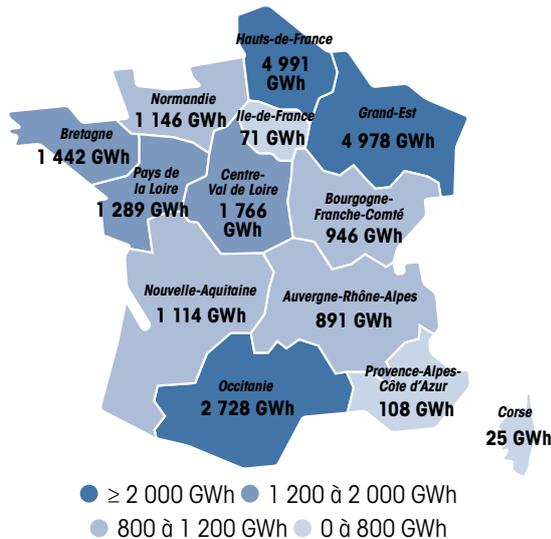 Hauts-de-France
4 991
GWh
Normandie
1 146 GWh
Ile-de-France
71 GWh
Grand-Est
4 978 GWh
Bretagne
1 442 GWh
Pays de
la Loire
1 289 GWh
Centre-
Val de Loire
1 766
GWh
Bourgogne-
Franche-Comté
946 GWh
Nouvelle-Aquitaine
1 114 GWh
Auvergne-Rhône-Alpes
891 GWh
Occitanie
2 728 GWh
Provence-Alpes-
Côte d'Azur
108 GWh
Corse
25 GWh
≥ 2 000 GWh 1 200 à 2 000 GWh
800 à 1 200 GWh 0 à 800 GWh